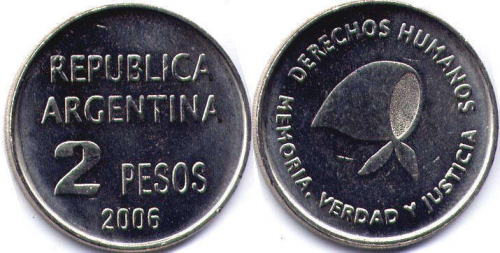 REPUBLICA
ARGENTINA
2 PESOS
2006
DERECHOS HUMANOS
MEMORIA, VERDAD Y JUSTICIA